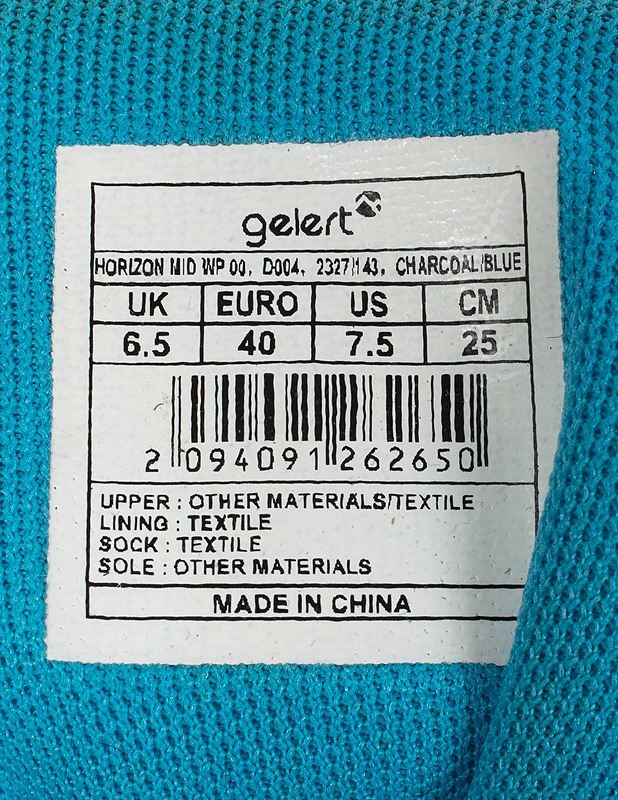 gelert
HORIZON MID WP 00, D004, 2327143, CHARCOAL/BLUE
UK EURO US CM
6.5 40 7.5 25
2 094091 262650
UPPER : OTHER MATERIALS/TEXTILE
LINING : TEXTILE
SOCK : TEXTILE
SOLE : OTHER MATERIALS
MADE IN CHINA